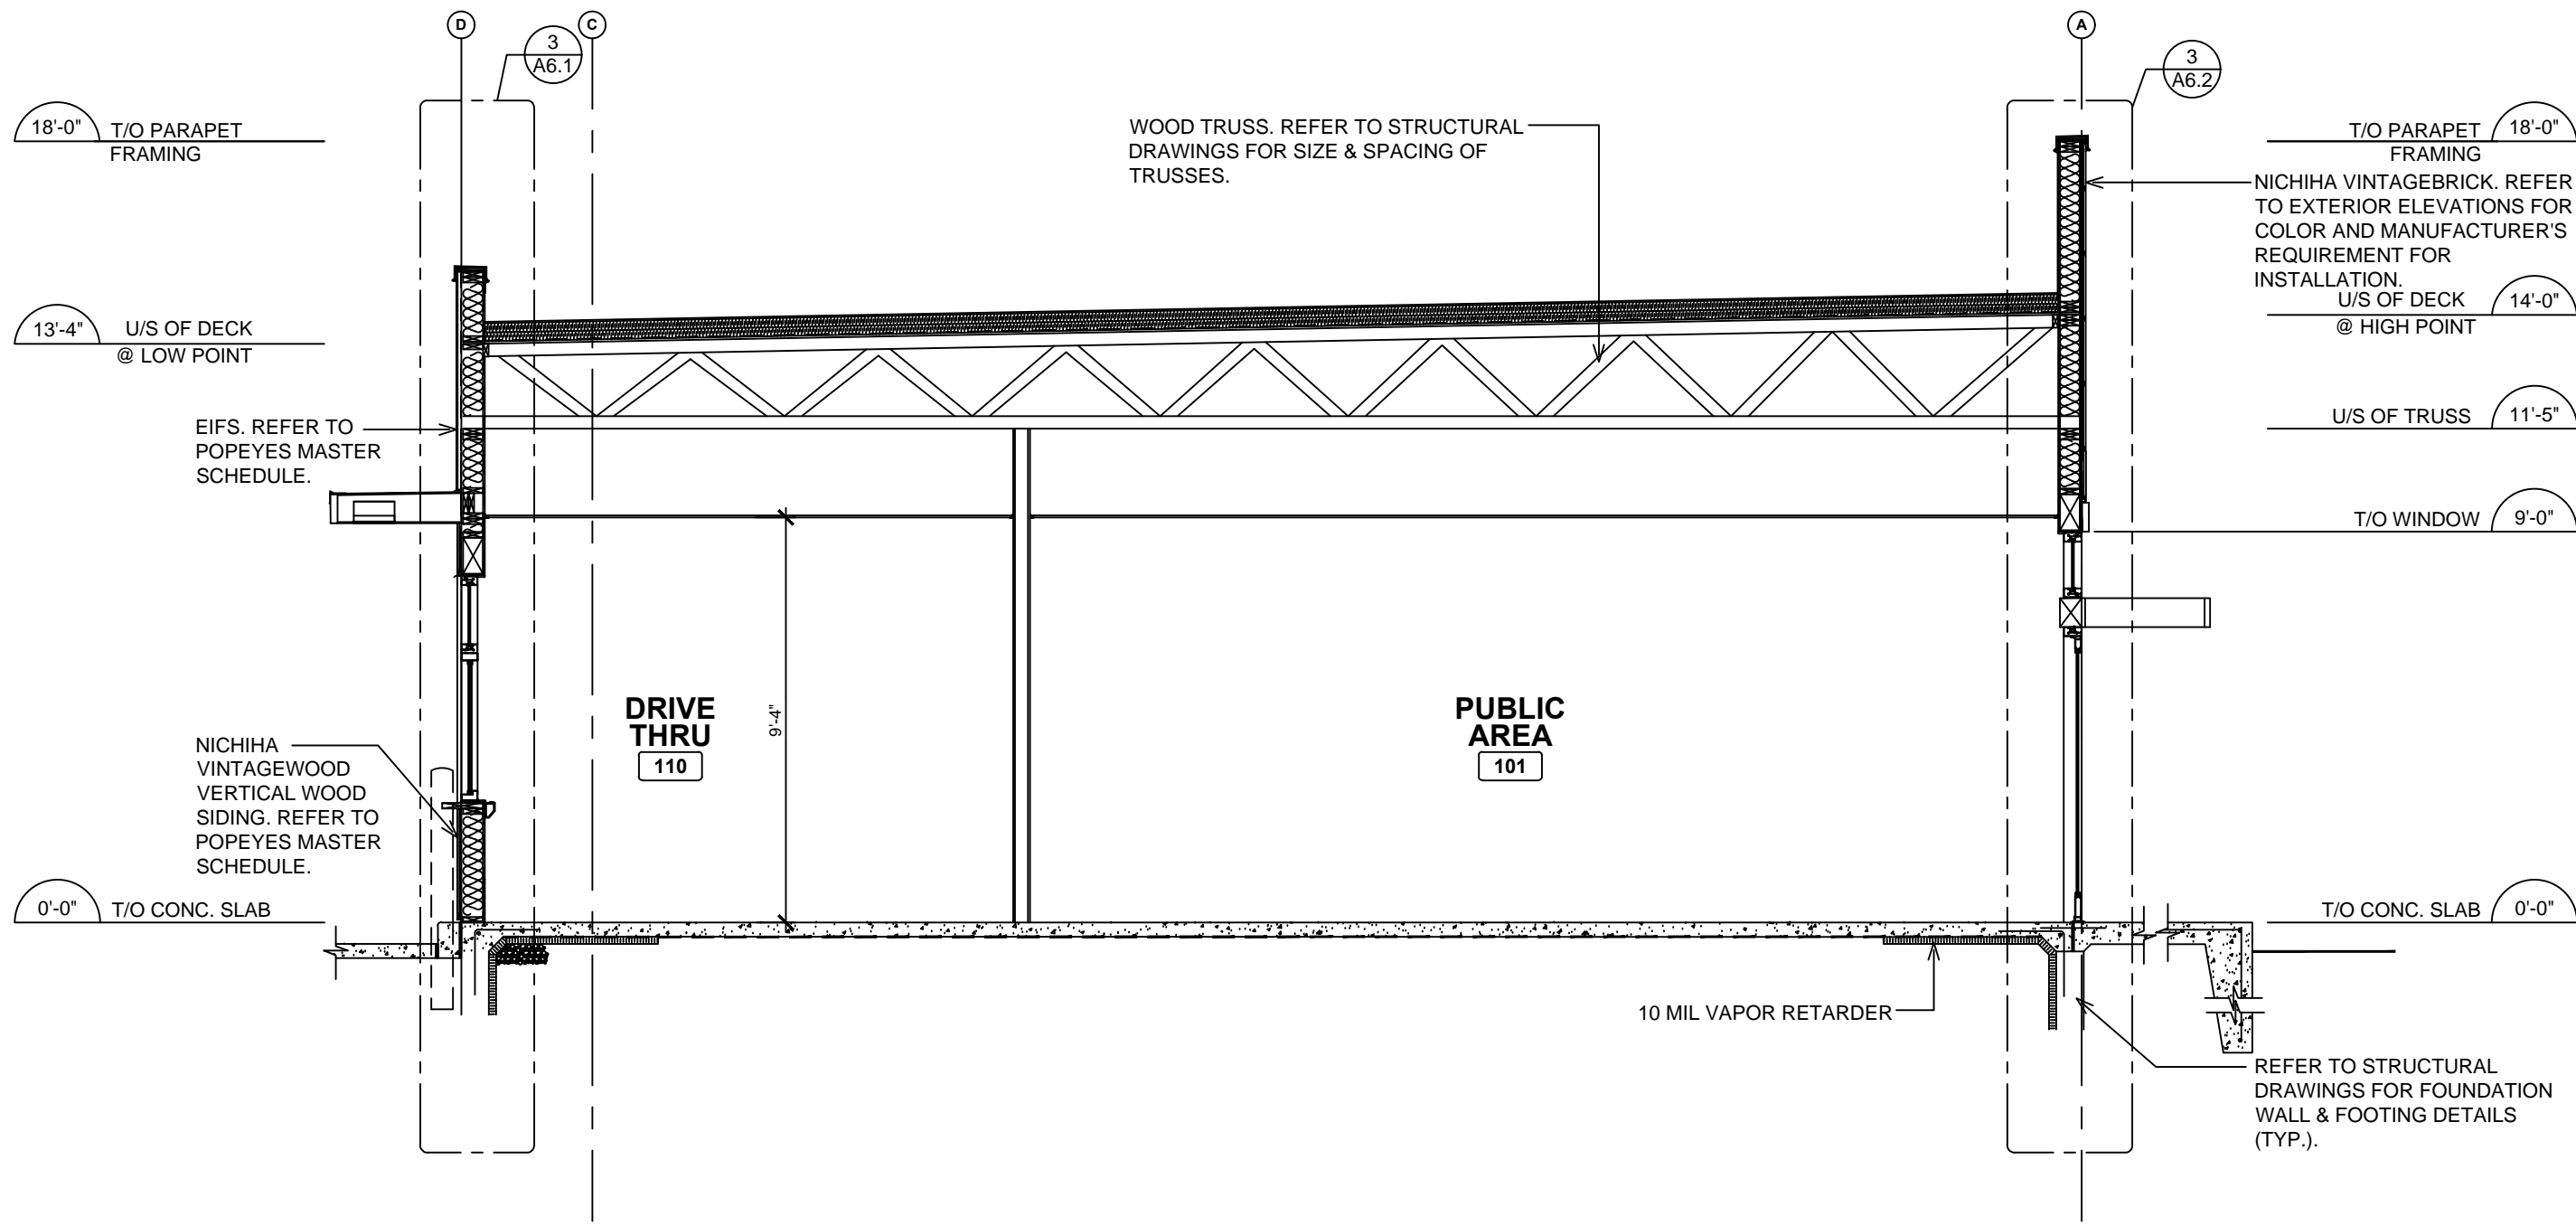 D
C
A
3
A6.1
3
A6.2
18'-0"
T/O PARAPET
FRAMING
WOOD TRUSS. REFER TO STRUCTURAL
DRAWINGS FOR SIZE & SPACING OF
TRUSSES.
T/O PARAPET
FRAMING
18'-0"
NICHIHA VINTAGEBRICK. REFER
TO EXTERIOR ELEVATIONS FOR
COLOR AND MANUFACTURER'S
REQUIREMENT FOR
INSTALLATION.
13'-4"
U/S OF DECK
@ LOW POINT
U/S OF DECK
@ HIGH POINT
14'-0"
EIFS. REFER TO
POPEYES MASTER
SCHEDULE.
U/S OF TRUSS
11'-5"
T/O WINDOW
9'-0"
DRIVE
THRU
110
9'-4"
PUBLIC
AREA
101
NICHIHA
VINTAGEWOOD
VERTICAL WOOD
SIDING. REFER TO
POPEYES MASTER
SCHEDULE.
0'-0"
T/O CONC. SLAB
T/O CONC. SLAB
0'-0"
10 MIL VAPOR RETARDER
REFER TO STRUCTURAL
DRAWINGS FOR FOUNDATION
WALL & FOOTING DETAILS
(TYP.).